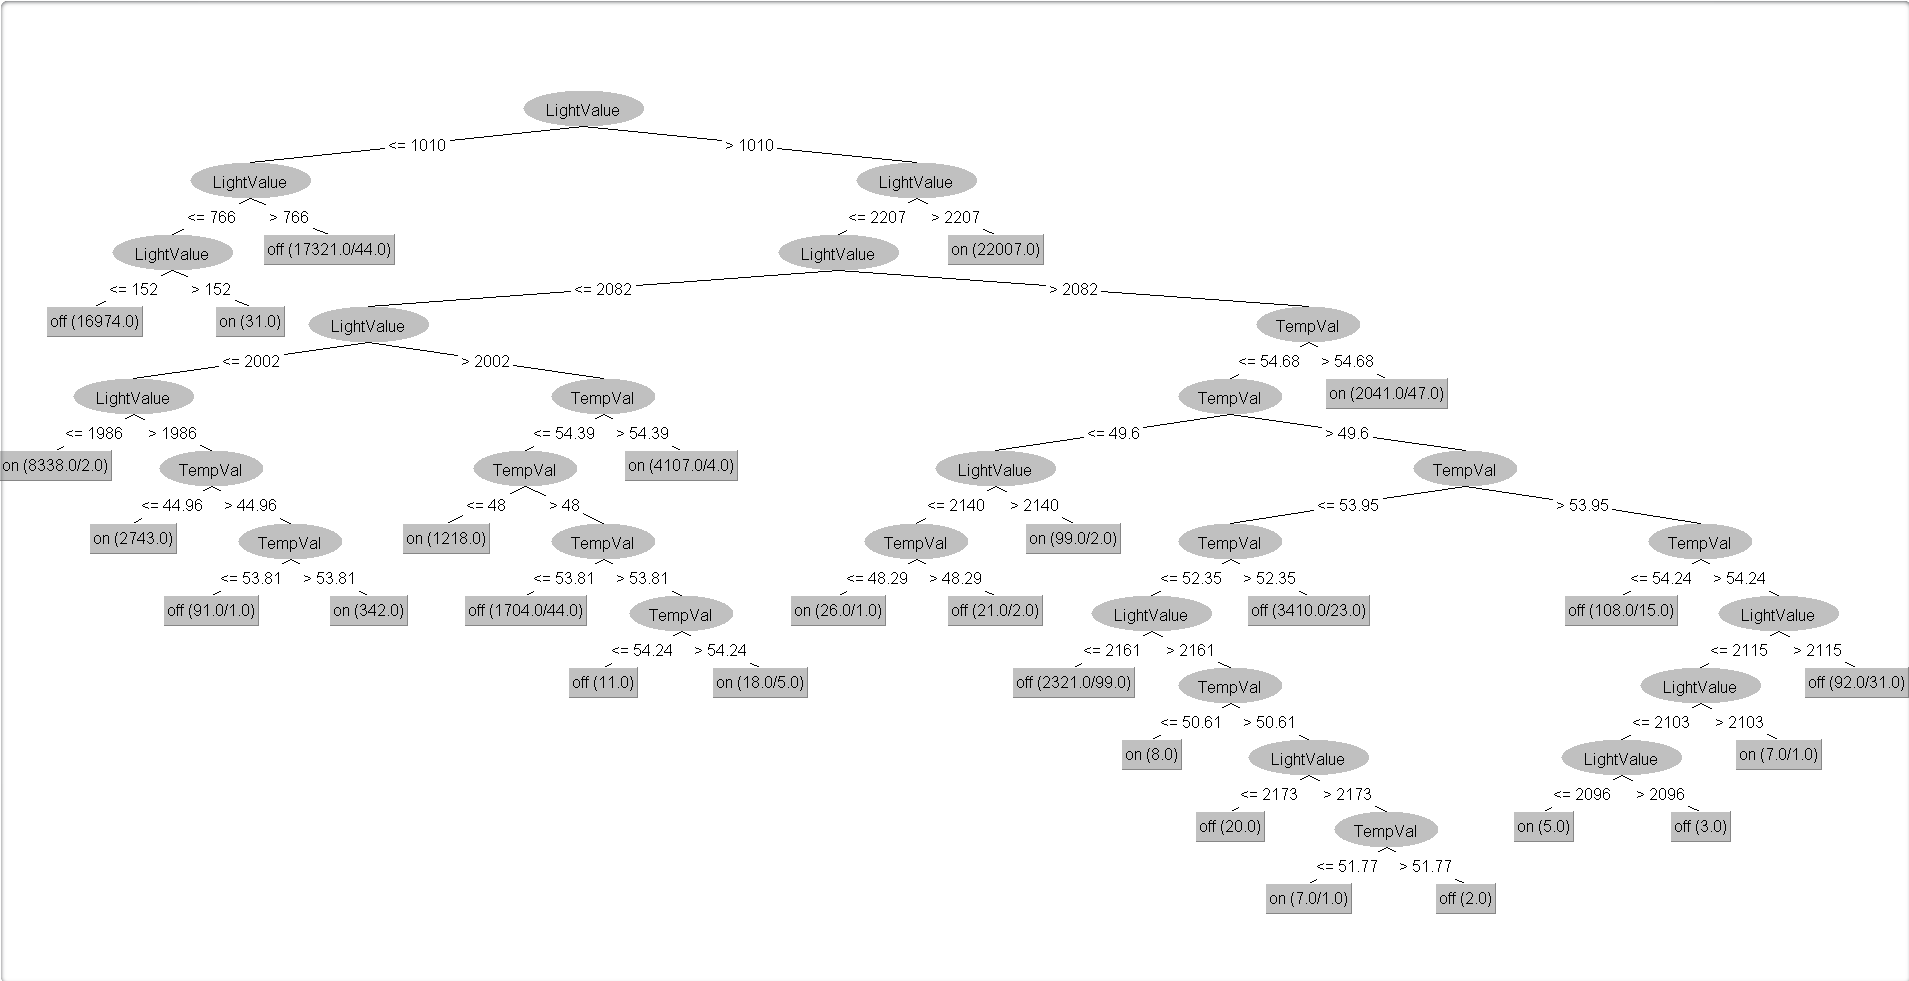 LightValue
<= 1010 > 1010
LightValue LightValue
<= 766 > 766 <= 2207 > 2207
LightValue off (17321.0/44.0) LightValue on (22007.0)
<= 152 > 152 <= 2082 > 2082
off (16974.0) on (31.0) LightValue TempVal
<= 2002 > 2002 <= 54.68 > 54.68
LightValue TempVal TempVal on (2041.0/47.0)
<= 1986 > 1986 <= 54.39 > 54.39 <= 49.6 > 49.6
on (8338.0/2.0) TempVal TempVal on (4107.0/4.0) LightValue TempVal
<= 44.96 > 44.96 <= 48 > 48 <= 2140 > 2140 <= 53.95 > 53.95
on (2743.0) TempVal on (1218.0) TempVal TempVal on (99.0/2.0) TempVal TempVal
<= 53.81 > 53.81 <= 53.81 > 53.81 <= 48.29 > 48.29 <= 52.35 > 52.35 <= 54.24 > 54.24
off (91.0/1.0) on (342.0) off (1704.0/44.0) TempVal on (26.0/1.0) off (21.0/2.0) LightValue off (3410.0/23.0) off (108.0/15.0) LightValue
<= 54.24 > 54.24 <= 2161 > 2161 <= 2115 > 2115
off (11.0) on (18.0/5.0) off (2321.0/99.0) TempVal LightValue off (92.0/31.0)
<= 50.61 > 50.61 <= 2103 > 2103
on (8.0) LightValue LightValue on (7.0/1.0)
<= 2173 > 2173 <= 2096 > 2096
off (20.0) TempVal on (5.0) off (3.0)
<= 51.77 > 51.77
on (7.0/1.0) off (2.0)